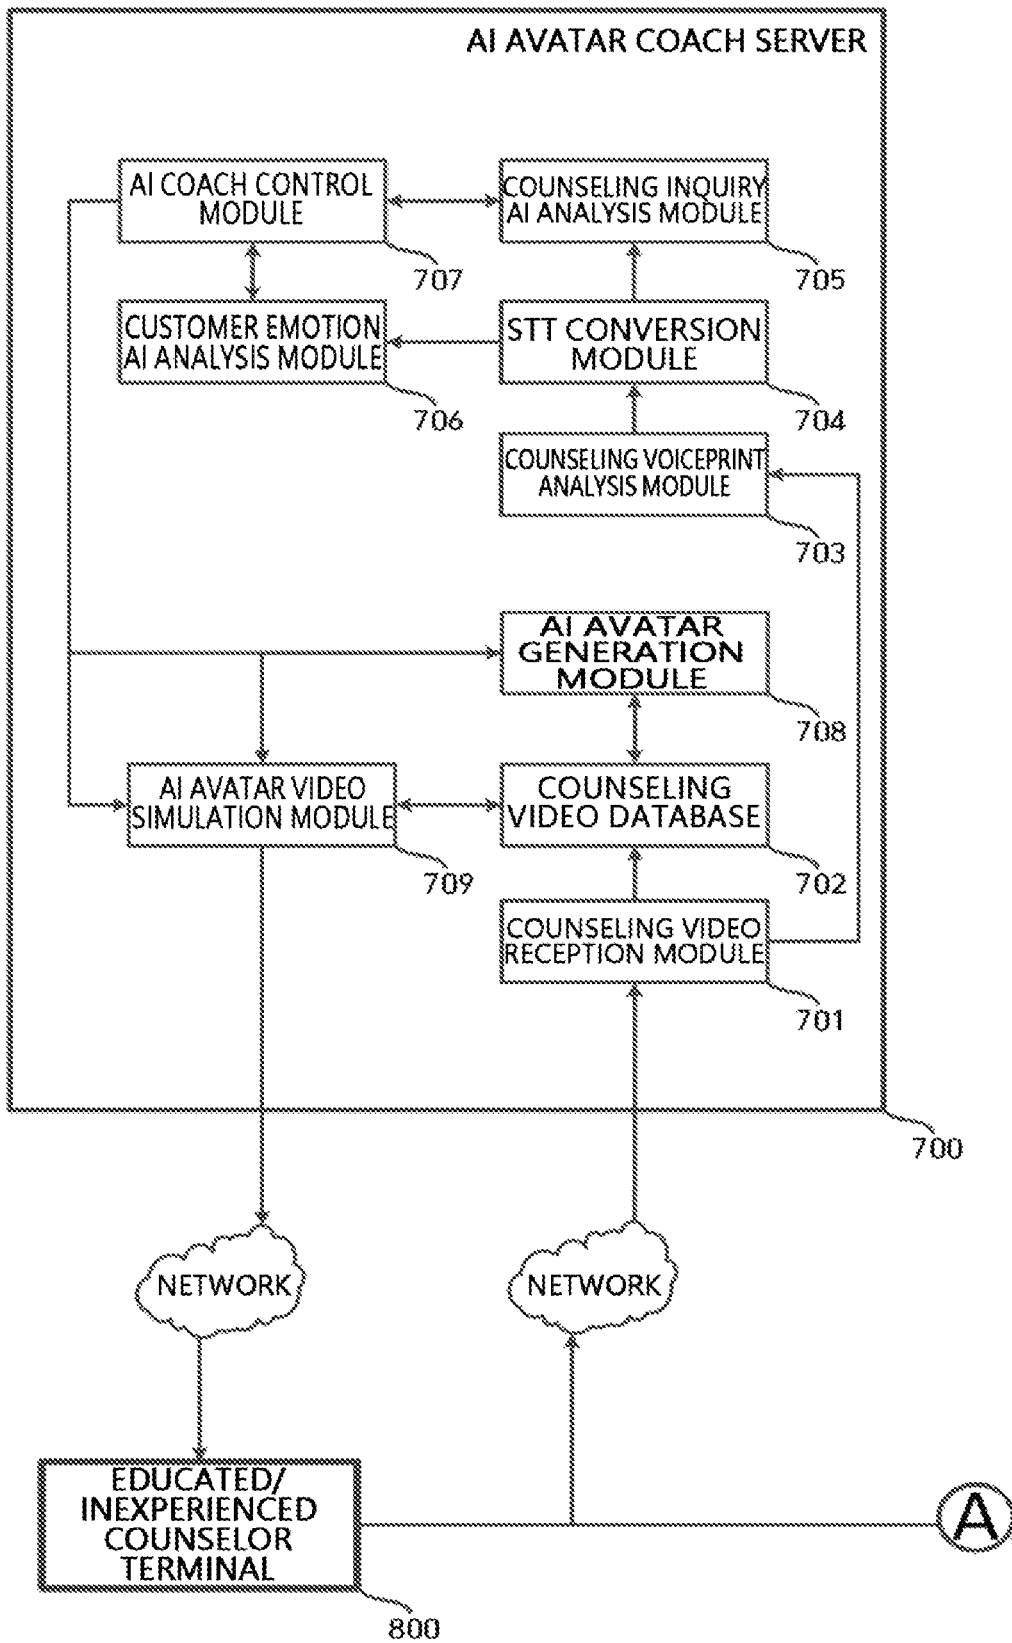 AI AVATAR COACH SERVER
AI COACH CONTROL
MODULE
707
COUNSELING INQUIRY
AI ANALYSIS MODULE
705
CUSTOMER EMOTION
AI ANALYSIS MODULE
706
STT CONVERSION
MODULE
704
COUNSELING VOICEPRINT
ANALYSIS MODULE
703
AI AVATAR
GENERATION
MODULE
708
AI AVATAR VIDEO
SIMULATION MODULE
709
COUNSELING
VIDEO DATABASE
702
COUNSELING VIDEO
RECEPTION MODULE
701
700
NETWORK
NETWORK
EDUCATED/
INEXPERIENCED
COUNSELOR
TERMINAL
800
A